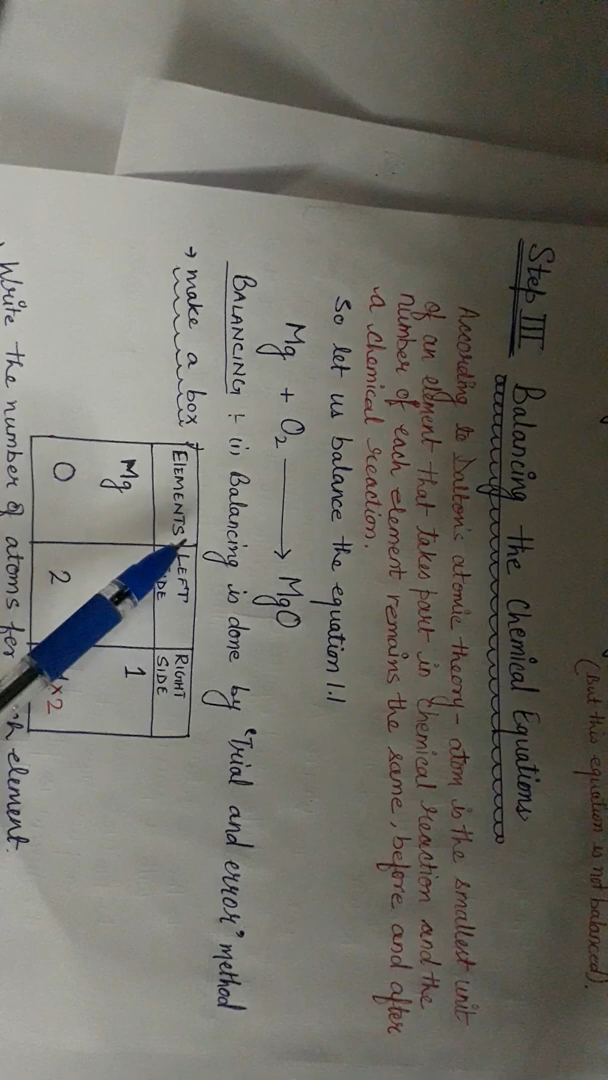 (But this equation is not balanced).
Step III Balancing the Chemical Equations
According to Dalton's atomic theory - atom is the smallest unit
of an element that takes part in chemical reaction and the
number of each element remains the same, before and after
a chemical reaction.
So let us balance the equation 1.1
Mg + O₂ → MgO
BALANCING :- (i) Balancing is done by "Trial and error" method
→ make a box
ELEMENTS LEFT RIGHT SIDE
Mg 1
O 2 ×2
Write the number of atoms for element.